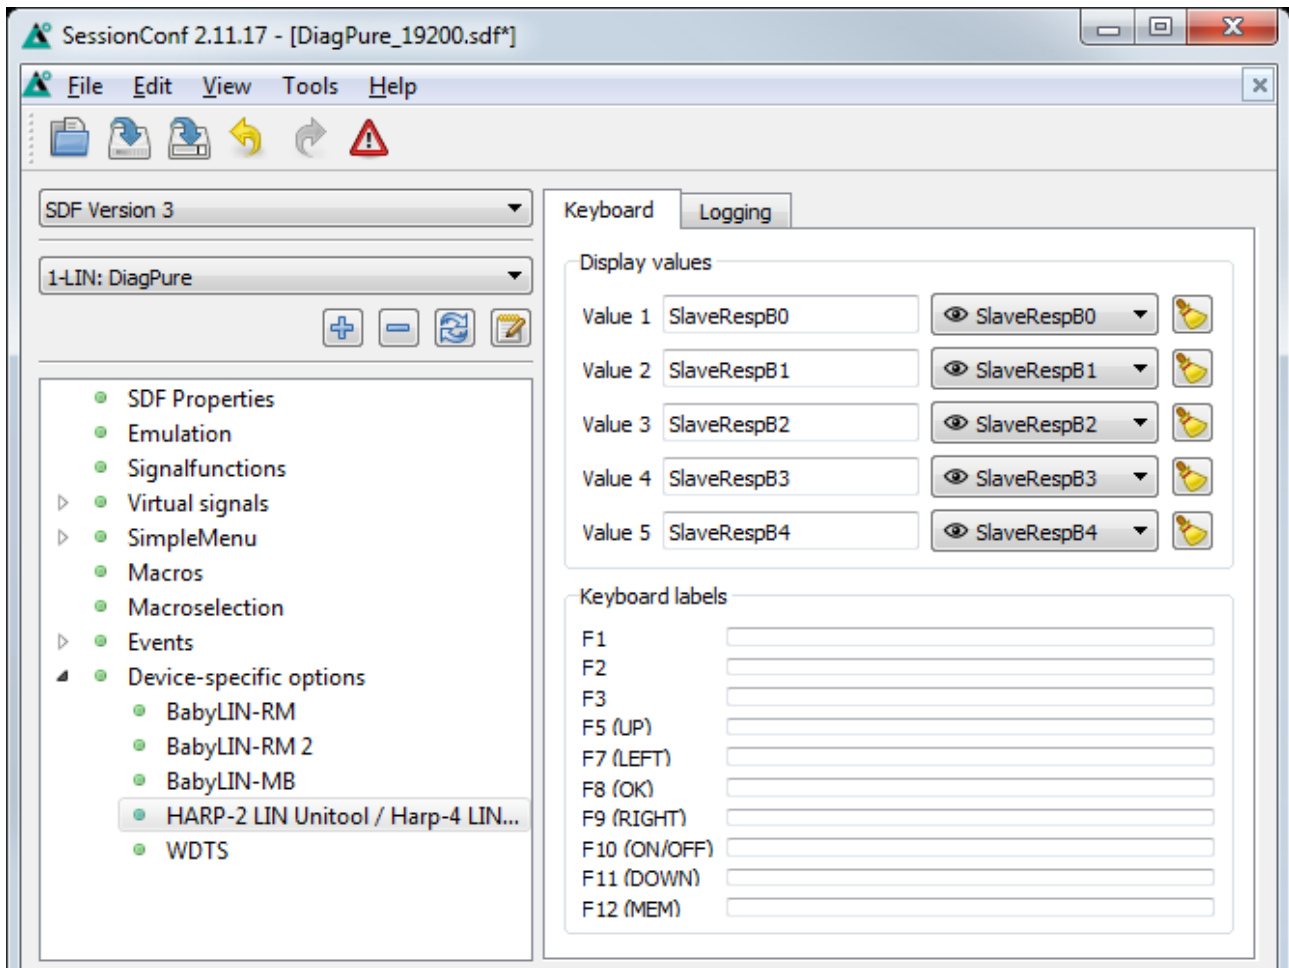 SessionConf 2.11.17 - [DiagPure_19200.sdf*]
File Edit View Tools Help
SDF Version 3
1-LIN: DiagPure
SDF Properties
Emulation
Signalfunctions
Virtual signals
SimpleMenu
Macros
Macroselection
Events
Device-specific options
BabyLIN-RM
BabyLIN-RM 2
BabyLIN-MB
HARP-2 LIN Unitool / Harp-4 LIN...
WDTS
Keyboard Logging
Display values
Value 1 SlaveRespB0 SlaveRespB0
Value 2 SlaveRespB1 SlaveRespB1
Value 3 SlaveRespB2 SlaveRespB2
Value 4 SlaveRespB3 SlaveRespB3
Value 5 SlaveRespB4 SlaveRespB4
Keyboard labels
F1
F2
F3
F5 (UP)
F7 (LEFT)
F8 (OK)
F9 (RIGHT)
F10 (ON/OFF)
F11 (DOWN)
F12 (MEM)